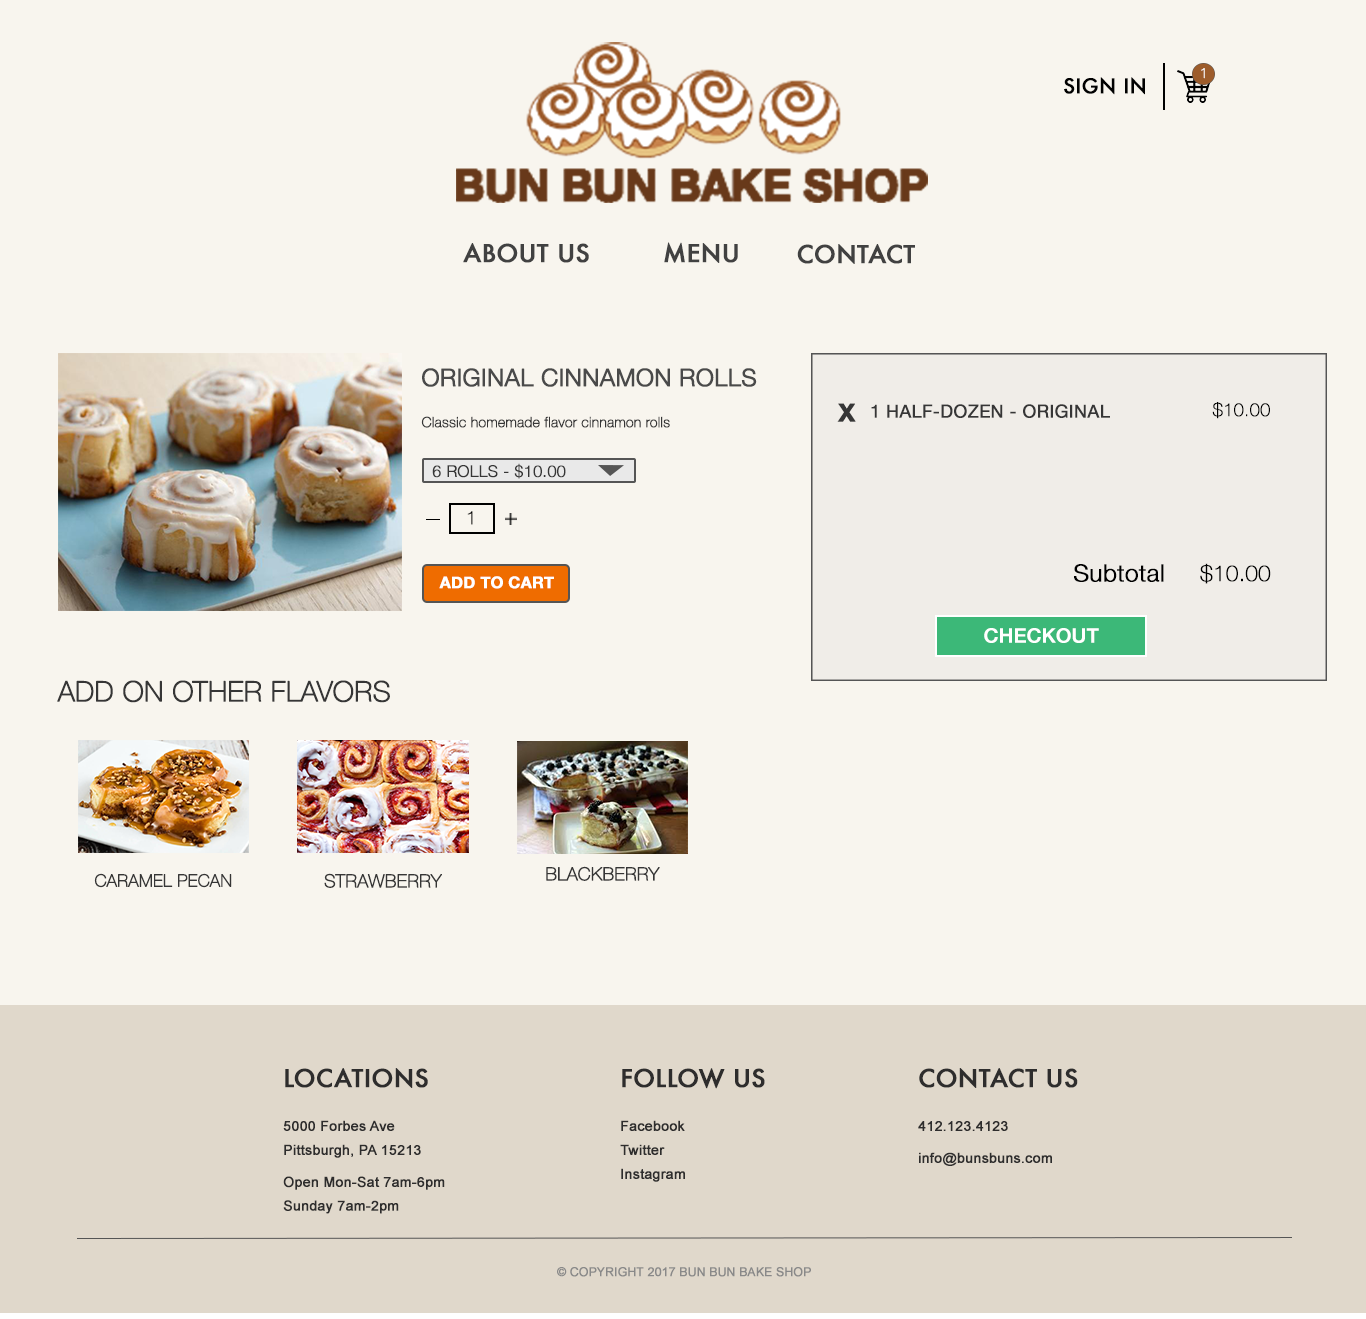 SIGN IN
1
BUN BUN BAKE SHOP
ABOUT US
MENU
CONTACT
ORIGINAL CINNAMON ROLLS
Classic homemade flavor cinnamon rolls
6 ROLLS - $10.00
— 1 +
ADD TO CART
X 1 HALF-DOZEN - ORIGINAL $10.00
Subtotal $10.00
CHECKOUT
ADD ON OTHER FLAVORS
CARAMEL PECAN
STRAWBERRY
BLACKBERRY
LOCATIONS
5000 Forbes Ave
Pittsburgh, PA 15213
Open Mon-Sat 7am-6pm
Sunday 7am-2pm
FOLLOW US
Facebook
Twitter
Instagram
CONTACT US
412.123.4123
info@bunsbuns.com
© COPYRIGHT 2017 BUN BUN BAKE SHOP